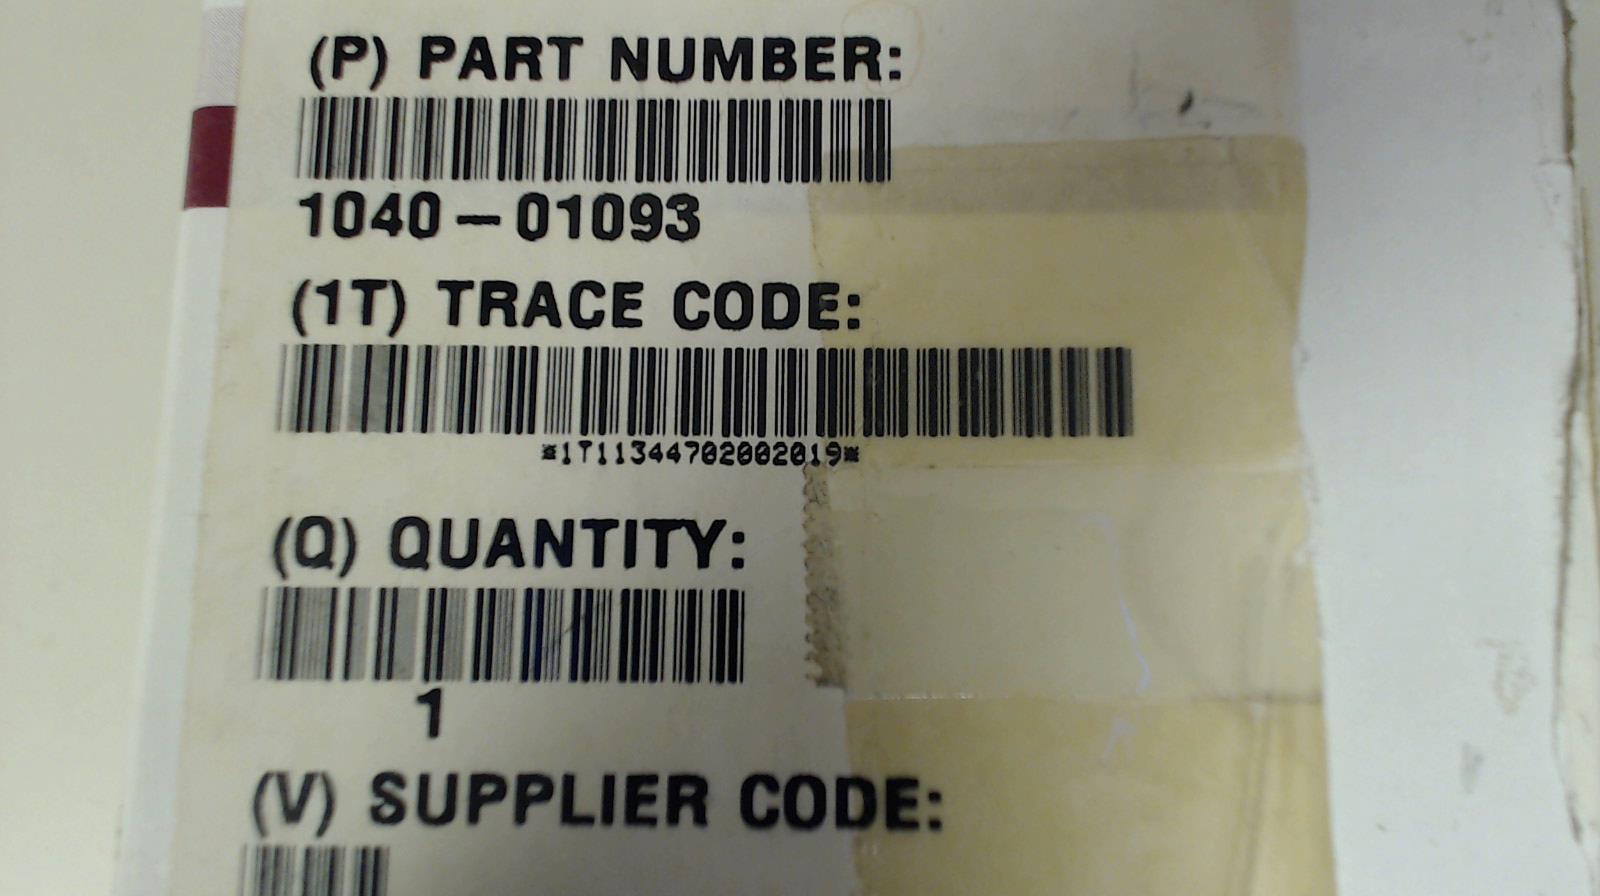 (P) PART NUMBER:
1040-01093
(1T) TRACE CODE:
*1T11344702002019*
(Q) QUANTITY:
1
(V) SUPPLIER CODE: